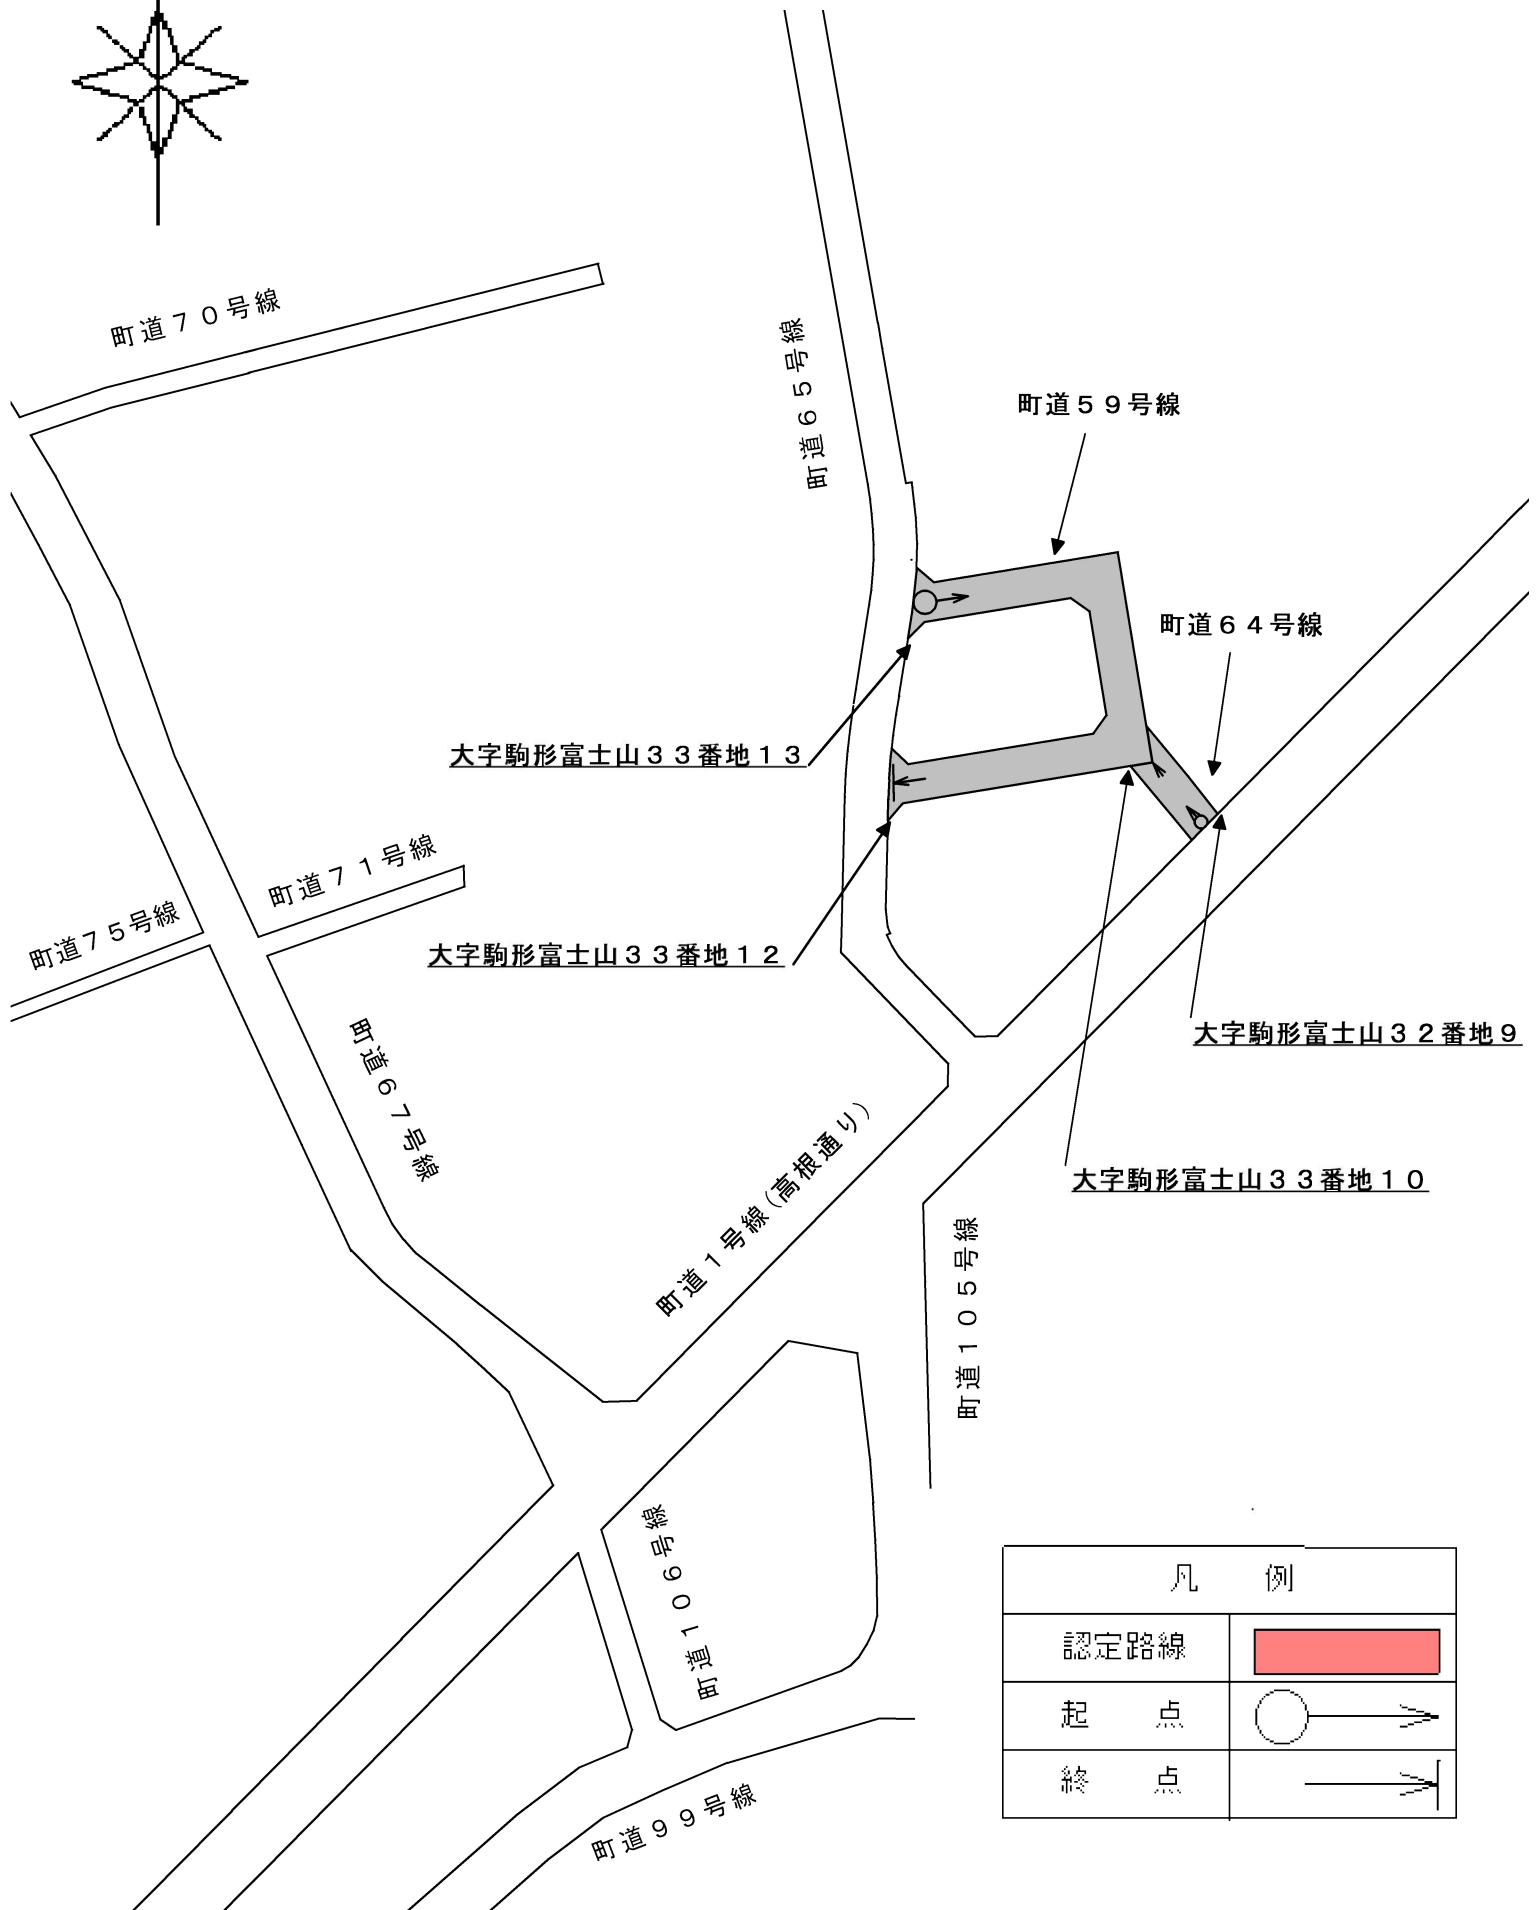 町道７０号線
町道６５号線
町道５９号線
町道６４号線
大字駒形富士山３３番地１３
町道７１号線
町道７５号線
大字駒形富士山３３番地１２
大字駒形富士山３２番地９
町道６７号線
町道１号線（高根通り）
大字駒形富士山３３番地１０
町道１０５号線
町道１０６号線
町道９９号線
凡　例
認定路線
起　点
終　点